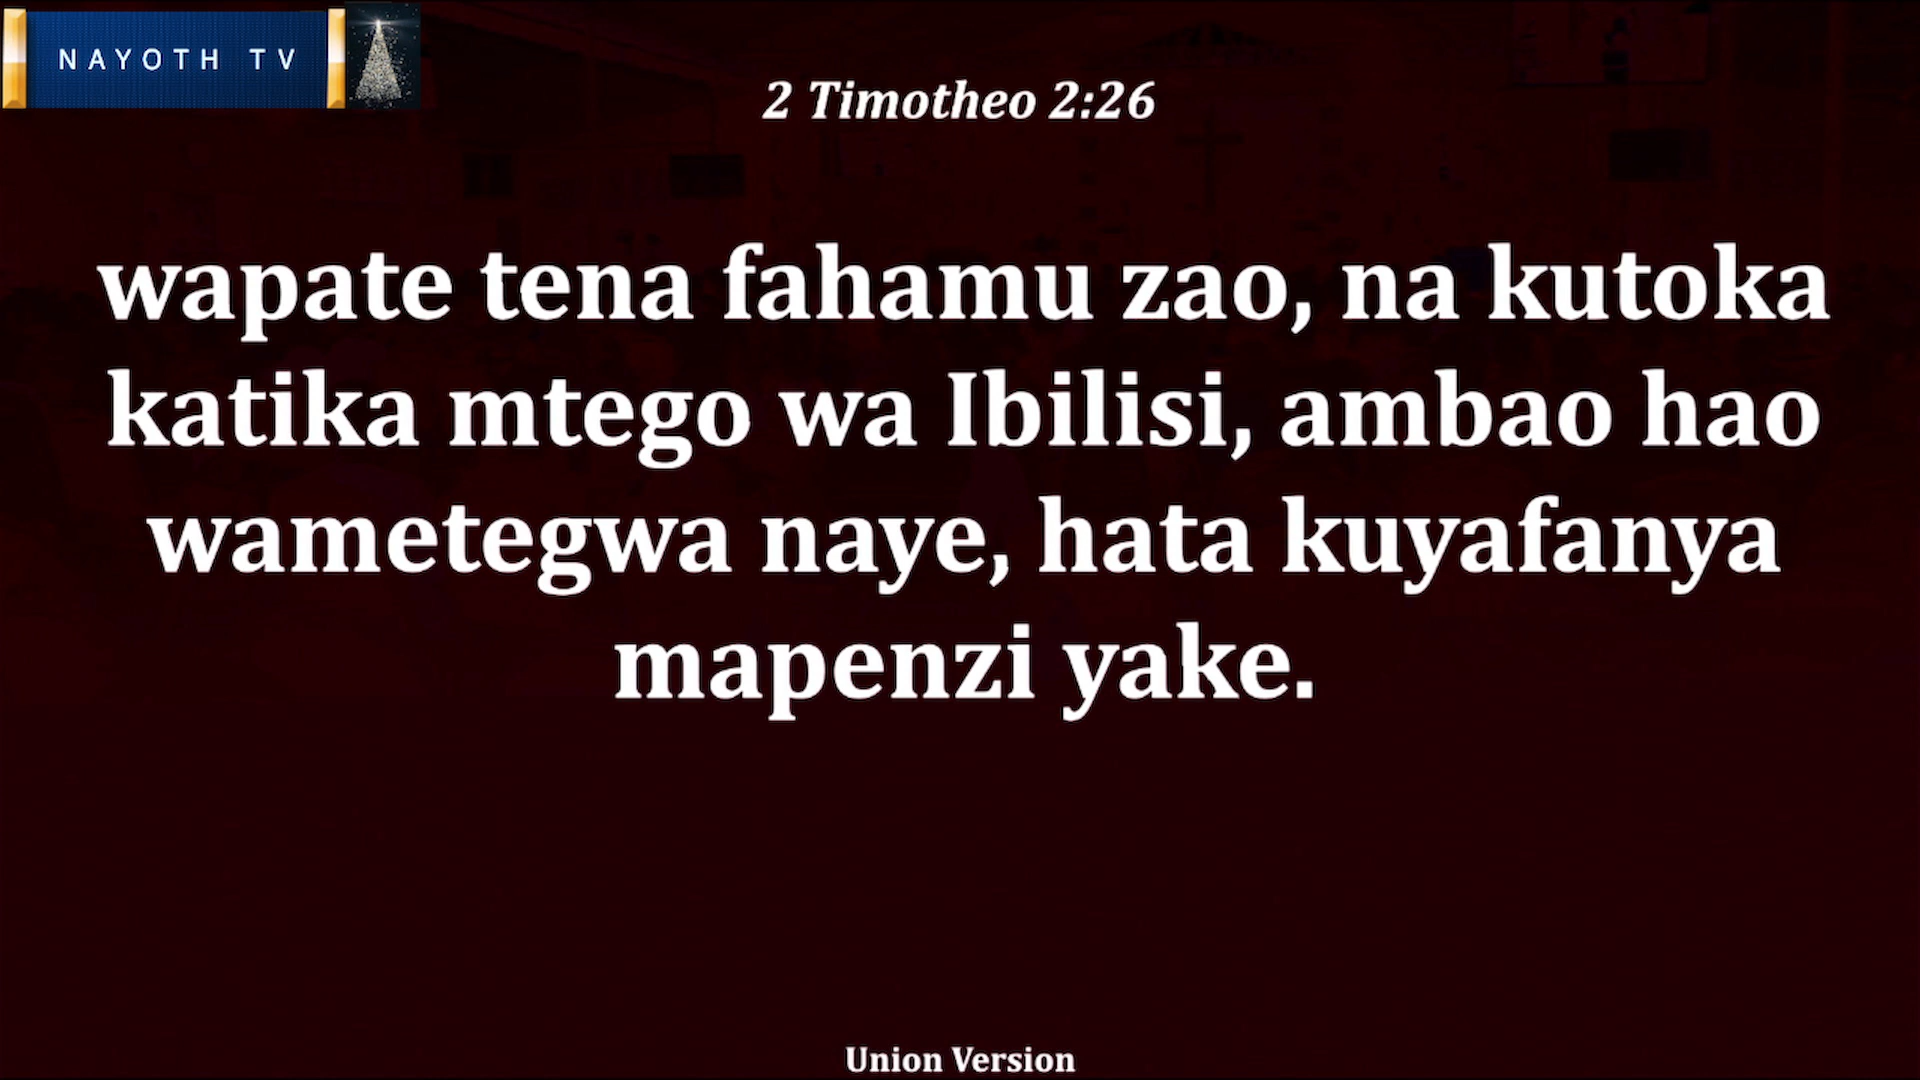 NAYOTH TV
2 Timotheo 2:26
wapate tena fahamu zao, na kutoka
katika mtego wa Ibilisi, ambao hao
wametegwa naye, hata kuyafanya
mapenzi yake.
Union Version